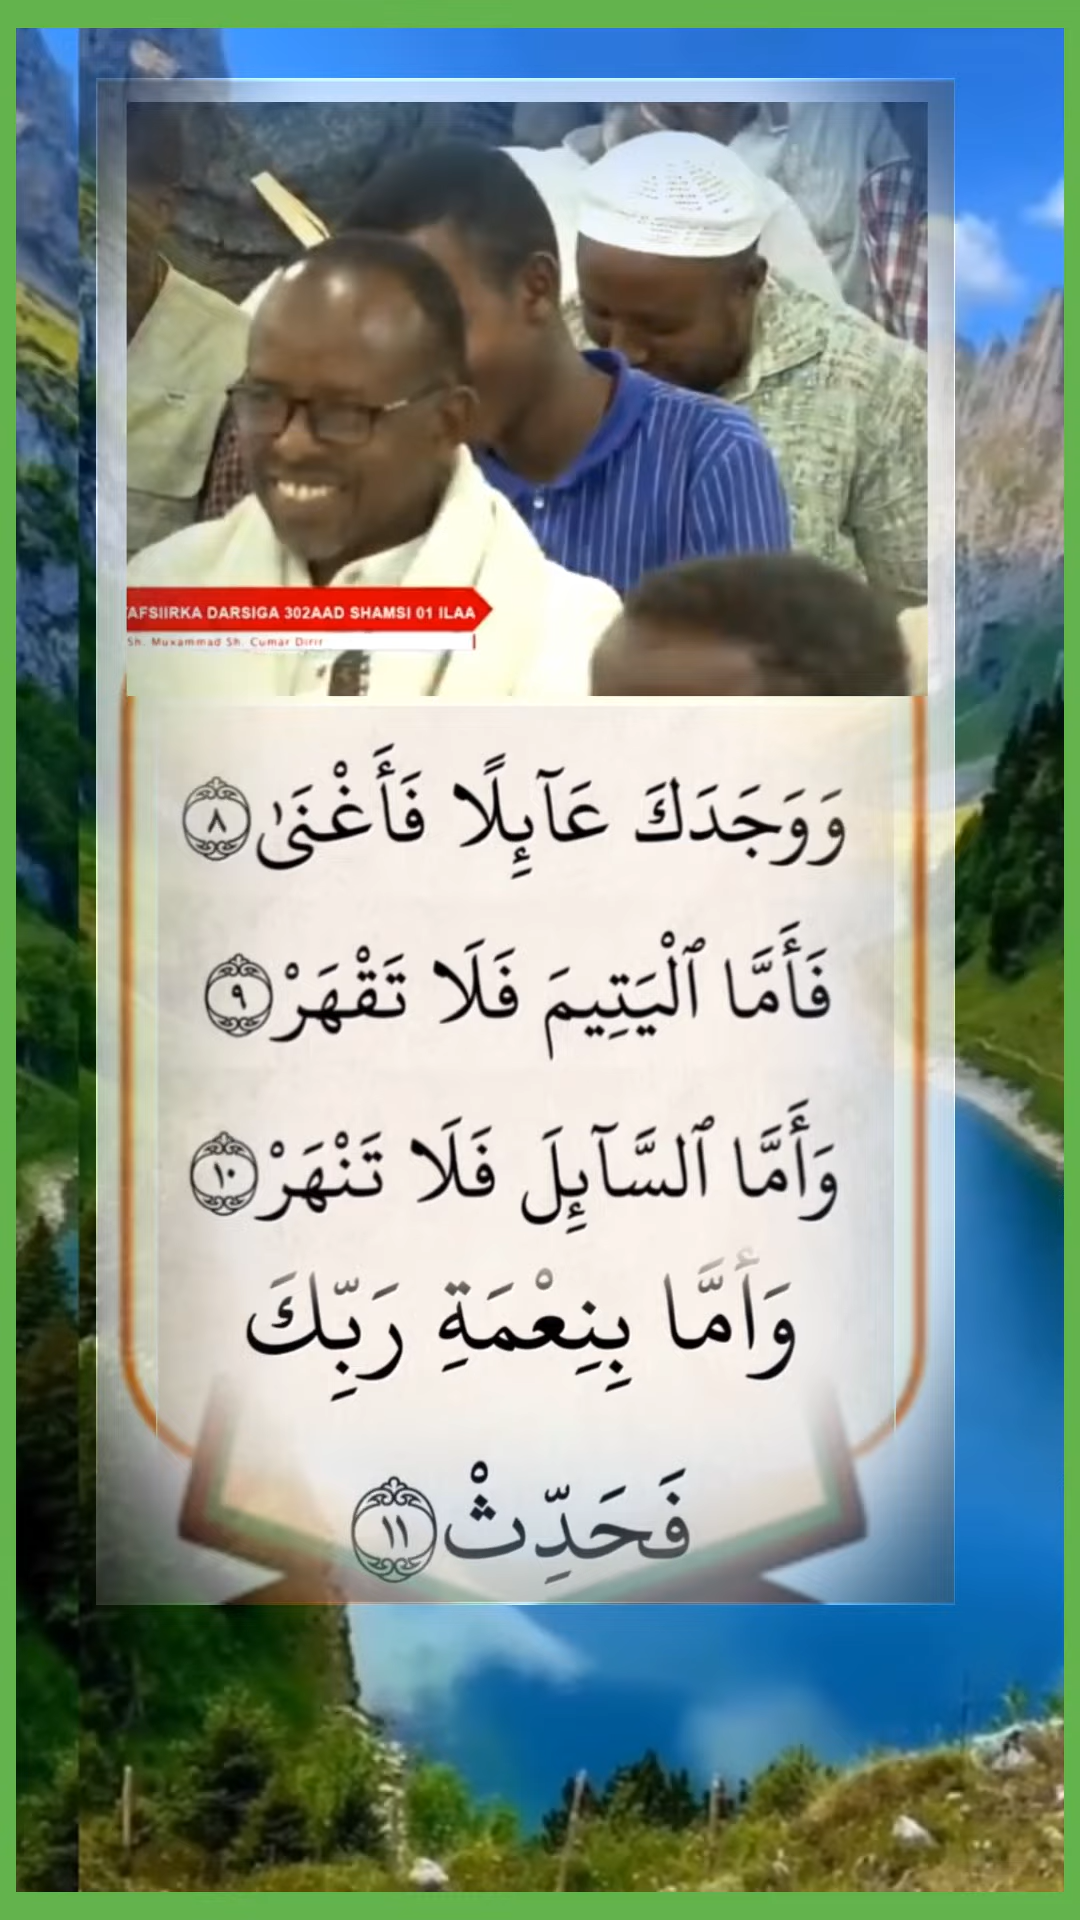 AFSIIRKA DARSIGA 302AAD SHAMSI 01 ILAA
Sh. Muxammad Sh. Cumar Dirir
وَوَجَدَكَ عَآئِلًا فَأَغْنَىٰ ٨
فَأَمَّا ٱلْيَتِيمَ فَلَا تَقْهَرْ ٩
وَأَمَّا ٱلسَّآئِلَ فَلَا تَنْهَرْ ١٠
وَأَمَّا بِنِعْمَةِ رَبِّكَ
فَحَدِّثْ ١١